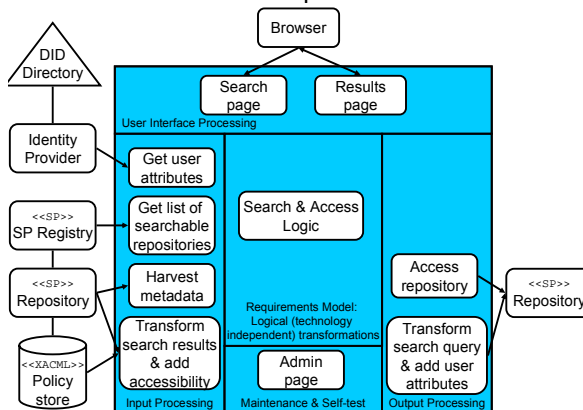 Browser
DID
Directory
Search
page
Results
page
User Interface Processing
Identity
Provider
Get user
attributes
<<SP>>
SP Registry
Get list of
searchable
repositories
Search & Access
Logic
<<SP>>
Repository
Harvest
metadata
Access
repository
<<SP>>
Repository
Requirements Model:
Logical (technology
independent) transformations
<<XACML>>
Policy
store
Transform
search results
& add
accessibility
Admin
page
Transform
search query
& add user
attributes
Input Processing
Maintenance & Self-test
Output Processing